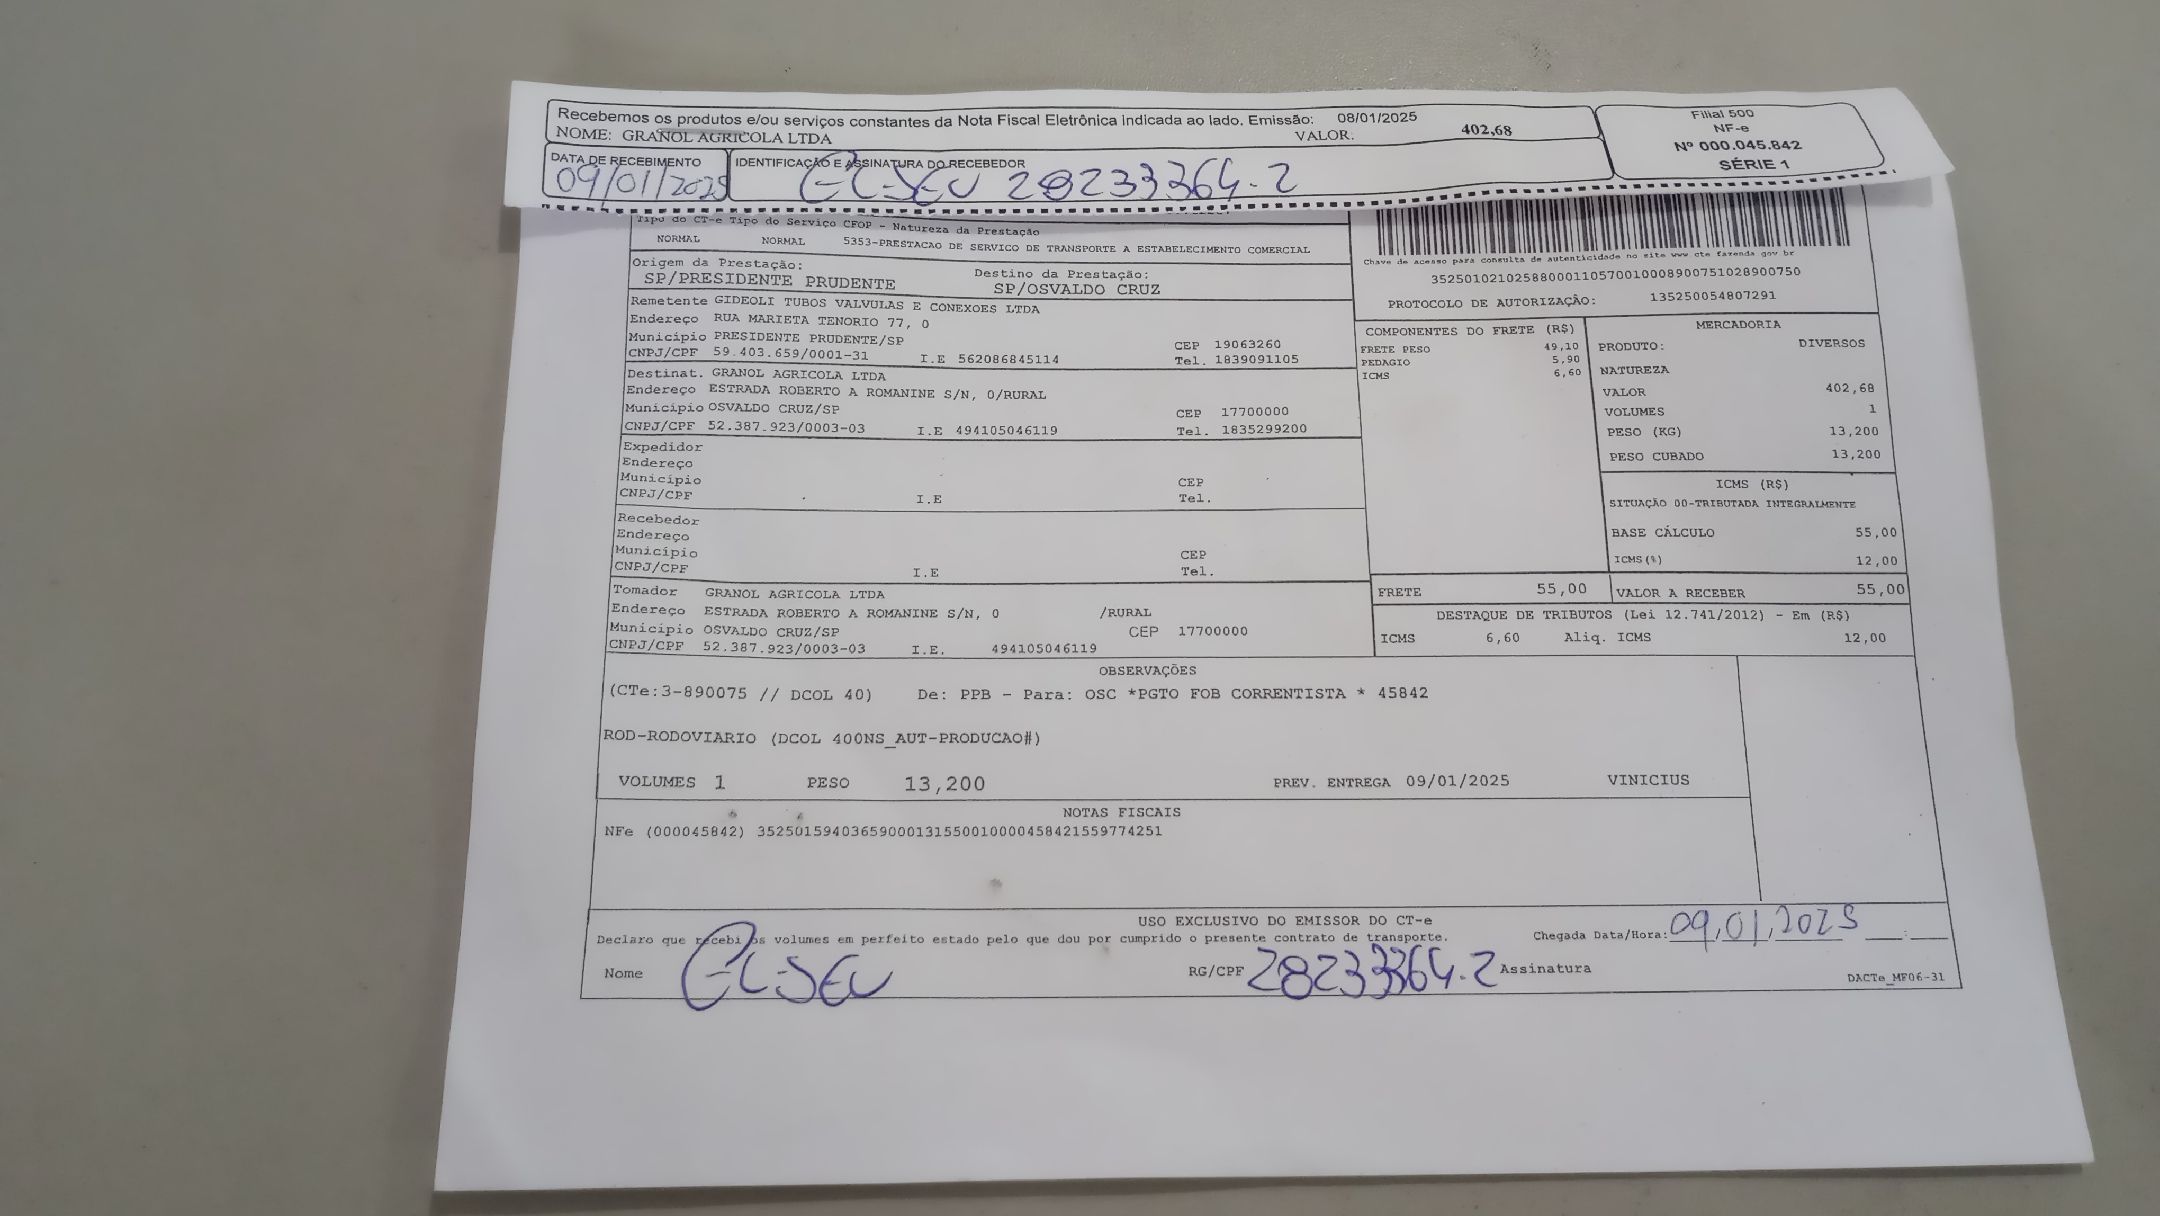 Recebemos os produtos e/ou serviços constantes da Nota Fiscal Eletrônica indicada ao lado. Emissão: 08/01/2025
NOME: GRANOL AGRICOLA LTDA VALOR: 402,68
Filial 500
NF-e
Nº 000.045.842
SÉRIE 1
DATA DE RECEBIMENTO IDENTIFICAÇÃO E ASSINATURA DO RECEBEDOR
09/01/2025 28233364-2
Tipo do CT-e Tipo do Serviço CFOP - Natureza da Prestação
NORMAL NORMAL 5353-PRESTACAO DE SERVICO DE TRANSPORTE A ESTABELECIMENTO COMERCIAL
Chave de acesso para consulta de autenticidade no site www cte fazenda gov br
35250102102588000110570010008900751028900750
PROTOCOLO DE AUTORIZAÇÃO: 135250054807291
Origem da Prestação: Destino da Prestação:
SP/PRESIDENTE PRUDENTE SP/OSVALDO CRUZ
Remetente GIDEOLI TUBOS VALVULAS E CONEXOES LTDA
Endereço RUA MARIETA TENORIO 77, 0
Município PRESIDENTE PRUDENTE/SP CEP 19063260
CNPJ/CPF 59.403.659/0001-31 I.E 562086845114 Tel. 1839091105
Destinat. GRANOL AGRICOLA LTDA
Endereço ESTRADA ROBERTO A ROMANINE S/N, 0/RURAL
Município OSVALDO CRUZ/SP CEP 17700000
CNPJ/CPF 52.387.923/0003-03 I.E 494105046119 Tel. 1835299200
Expedidor
Endereço
Município CEP
CNPJ/CPF I.E Tel.
Recebedor
Endereço
Município CEP
CNPJ/CPF I.E Tel.
Tomador GRANOL AGRICOLA LTDA
Endereço ESTRADA ROBERTO A ROMANINE S/N, 0 /RURAL
Município OSVALDO CRUZ/SP CEP 17700000
CNPJ/CPF 52.387.923/0003-03 I.E. 494105046119
COMPONENTES DO FRETE (R$)
FRETE PESO 49,10
PEDAGIO 5,90
ICMS 6,60
MERCADORIA
PRODUTO: DIVERSOS
NATUREZA
VALOR 402,68
VOLUMES 1
PESO (KG) 13,200
PESO CUBADO 13,200
ICMS (R$)
SITUAÇÃO 00-TRIBUTADA INTEGRALMENTE
BASE CÁLCULO 55,00
ICMS(%) 12,00
FRETE 55,00 VALOR A RECEBER 55,00
DESTAQUE DE TRIBUTOS (Lei 12.741/2012) - Em (R$)
ICMS 6,60 Aliq. ICMS 12,00
OBSERVAÇÕES
(CTe:3-890075 // DCOL 40) De: PPB - Para: OSC *PGTO FOB CORRENTISTA * 45842
ROD-RODOVIARIO (DCOL 400NS_AUT-PRODUCAO#)
VOLUMES 1 PESO 13,200 PREV. ENTREGA 09/01/2025 VINICIUS
NOTAS FISCAIS
NFe (000045842) 35250159403659000131550010000458421559774251
USO EXCLUSIVO DO EMISSOR DO CT-e
Declaro que recebi os volumes em perfeito estado pelo que dou por cumprido o presente contrato de transporte.
Chegada Data/Hora: 09,01,2025 __:__
Nome RG/CPF 28233364-2 Assinatura
DACTe_MF06-31